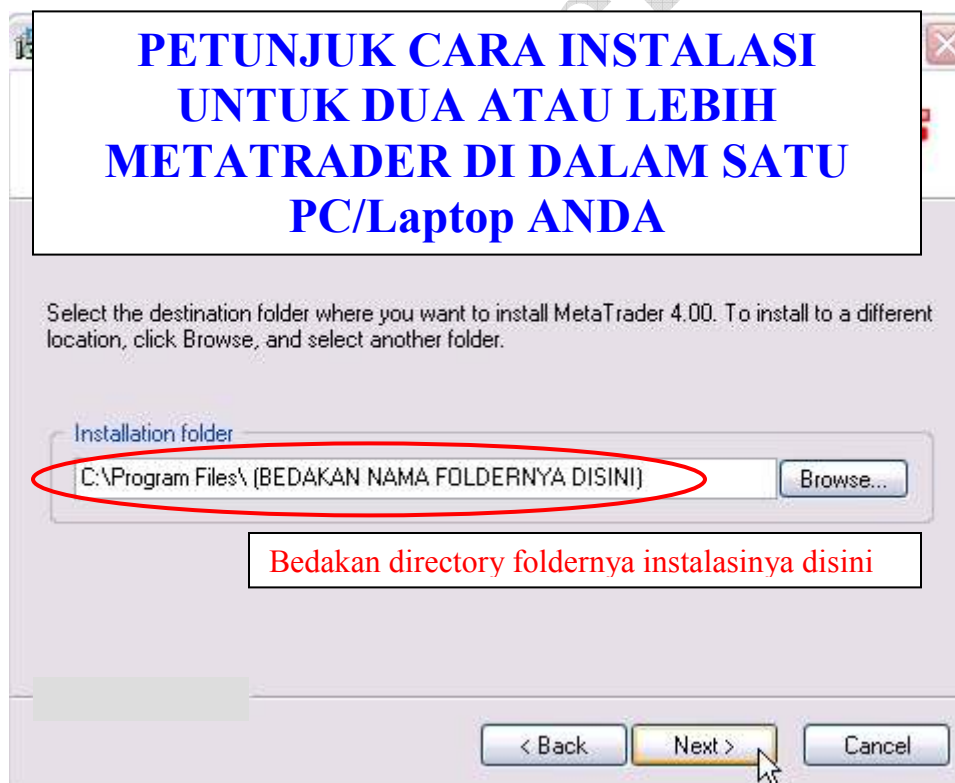 PETUNJUK CARA INSTALASI
UNTUK DUA ATAU LEBIH
METATRADER DI DALAM SATU
PC/Laptop ANDA
Select the destination folder where you want to install MetaTrader 4.00. To install to a different
location, click Browse, and select another folder.
Installation folder
C:\Program Files\ (BEDAKAN NAMA FOLDERNYA DISINI)
Browse...
Bedakan directory foldernya instalasinya disini
< Back
Next >
Cancel